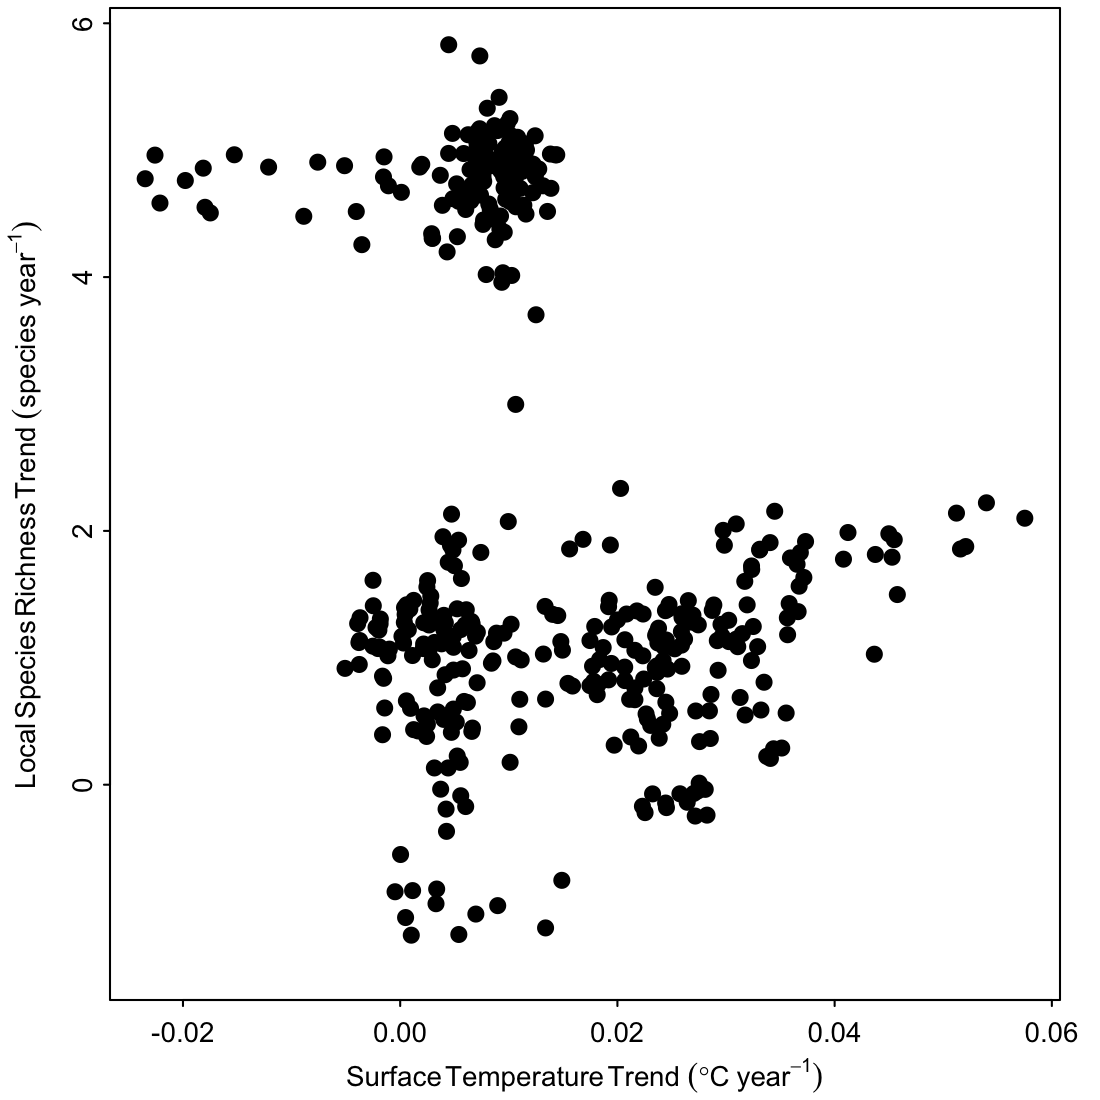 6
4
2
0
Local Species Richness Trend (species year⁻¹)
-0.02 0.00 0.02 0.04 0.06
Surface Temperature Trend (°C year⁻¹)